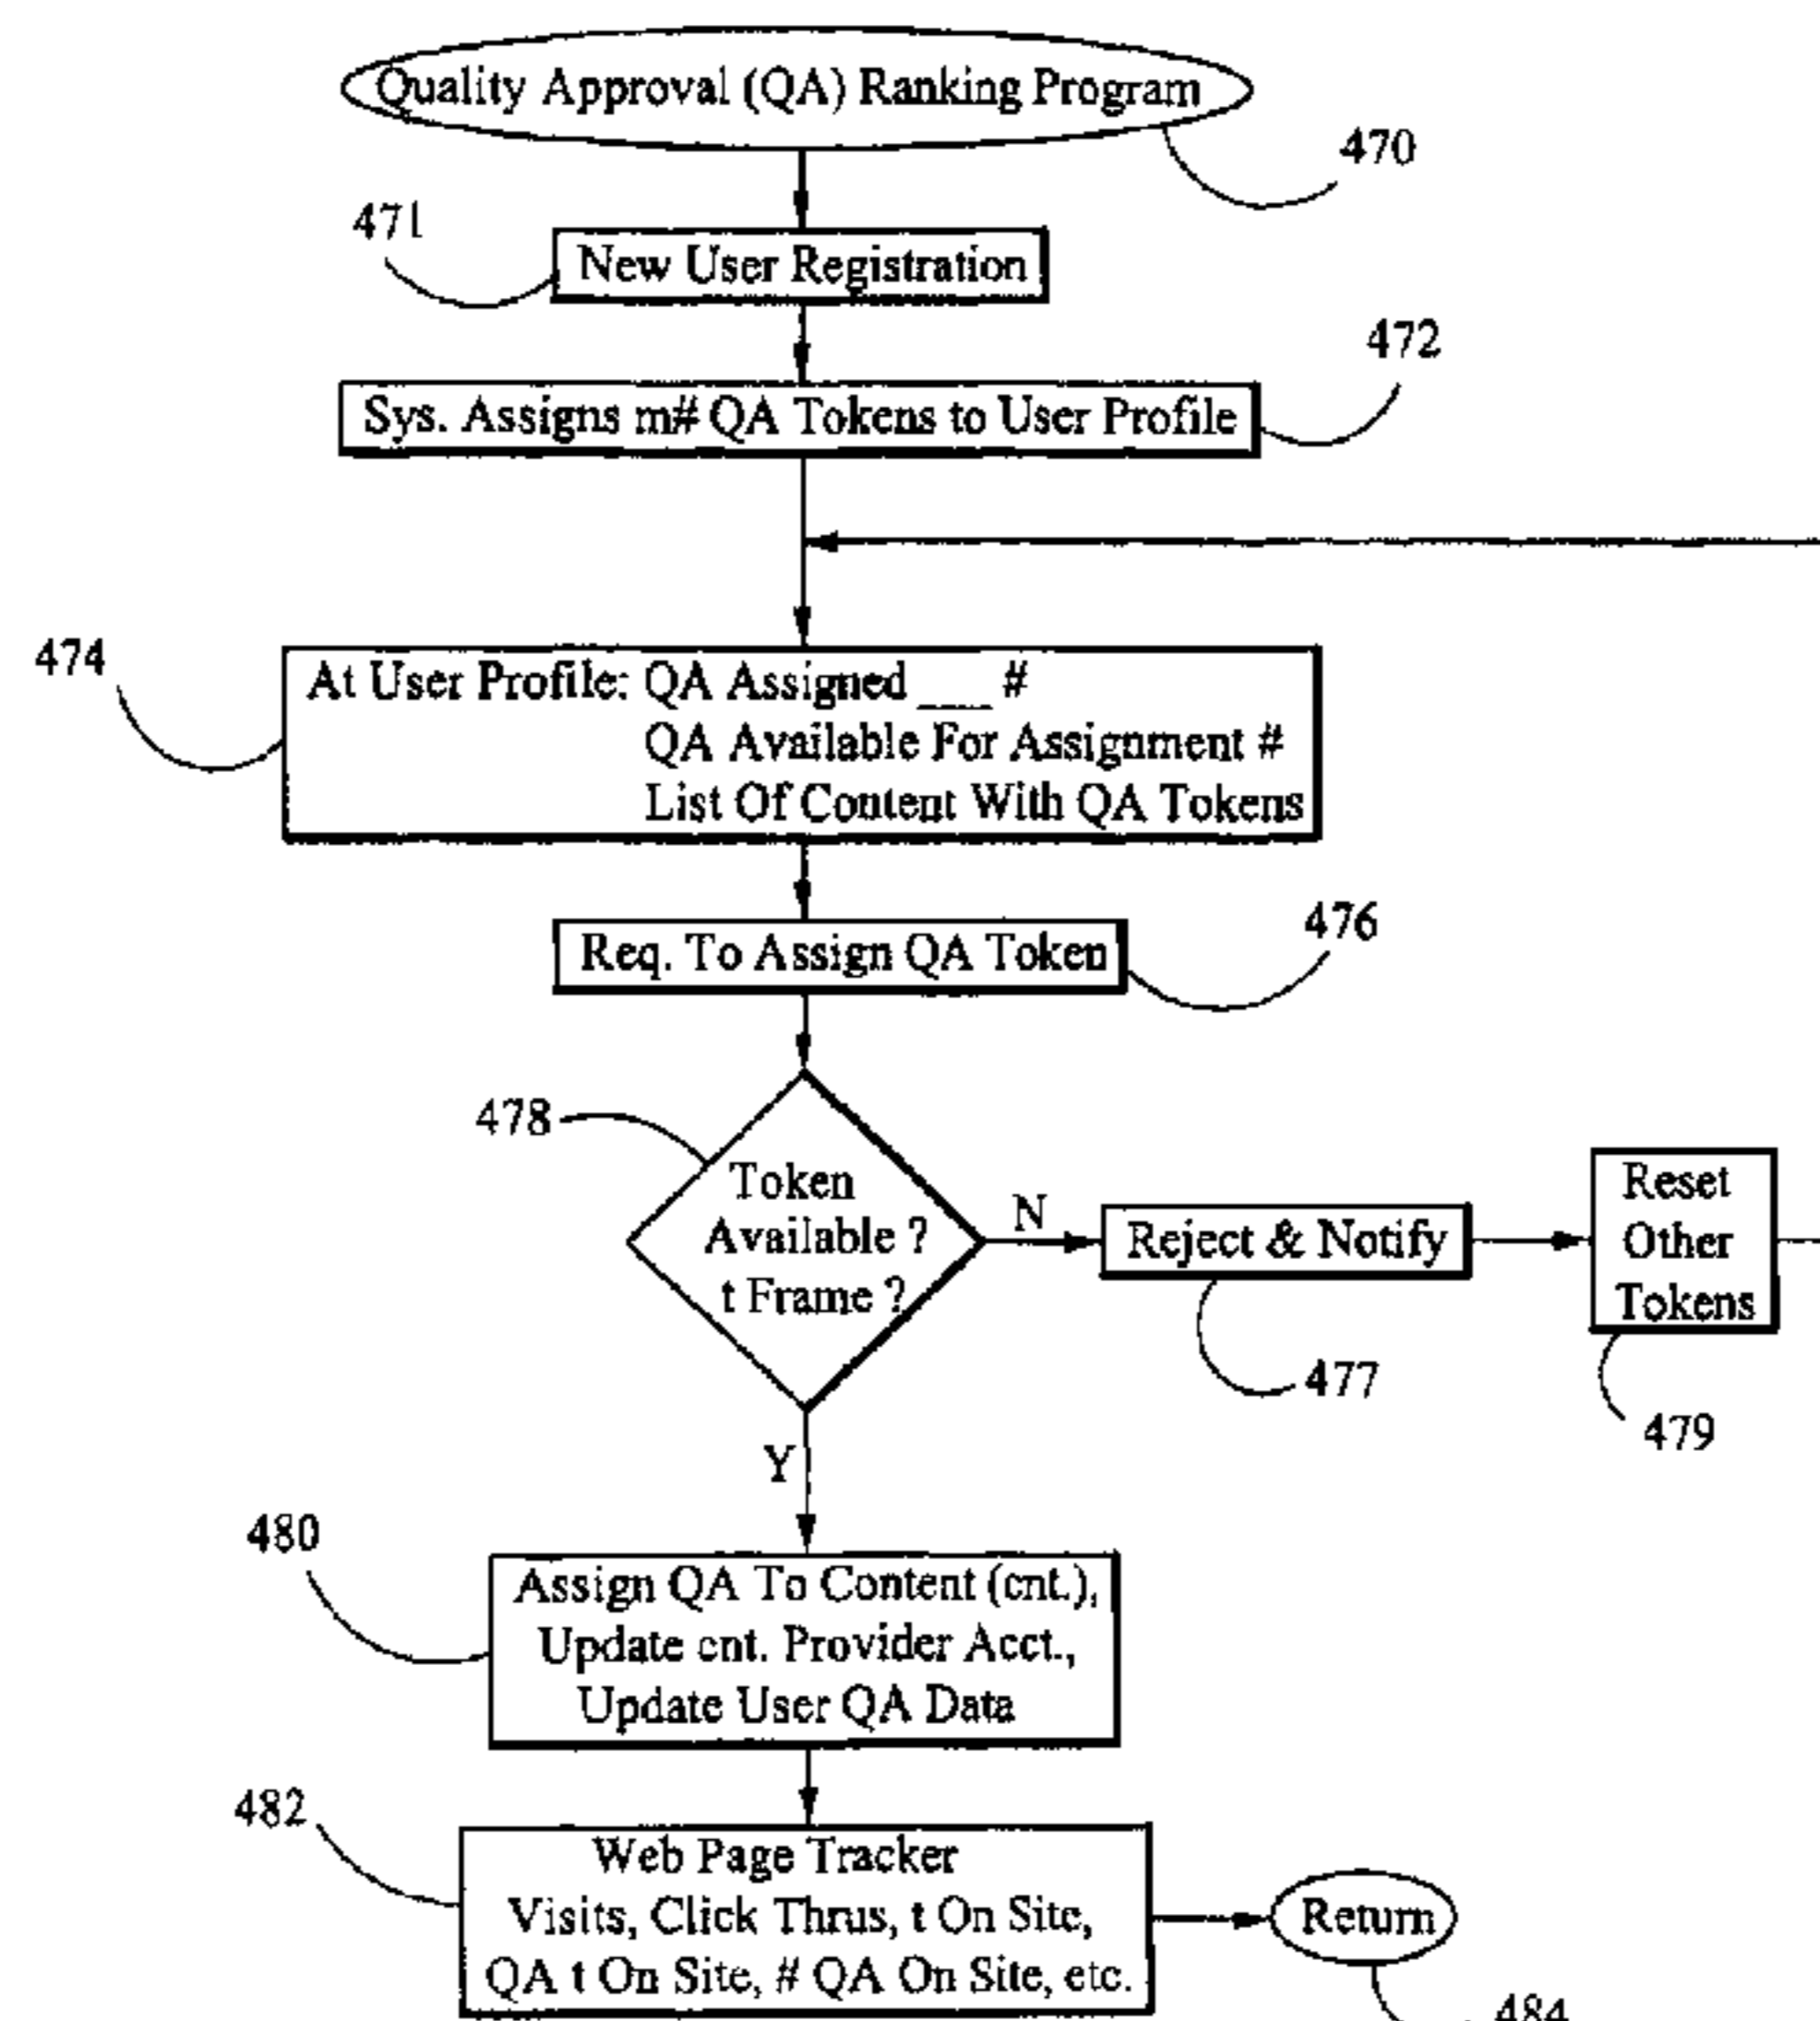 Quality Approval (QA) Ranking Program
470
471
New User Registration
472
Sys. Assigns m# QA Tokens to User Profile
474
At User Profile: QA Assigned ___ #
QA Available For Assignment #
List Of Content With QA Tokens
476
Req. To Assign QA Token
478
Token
Available ?
t Frame ?
N
Reject & Notify
477
Reset
Other
Tokens
479
Y
480
Assign QA To Content (cnt.),
Update cnt. Provider Acct.,
Update User QA Data
482
Web Page Tracker
Visits, Click Thrus, t On Site,
QA t On Site, # QA On Site, etc.
Return
484